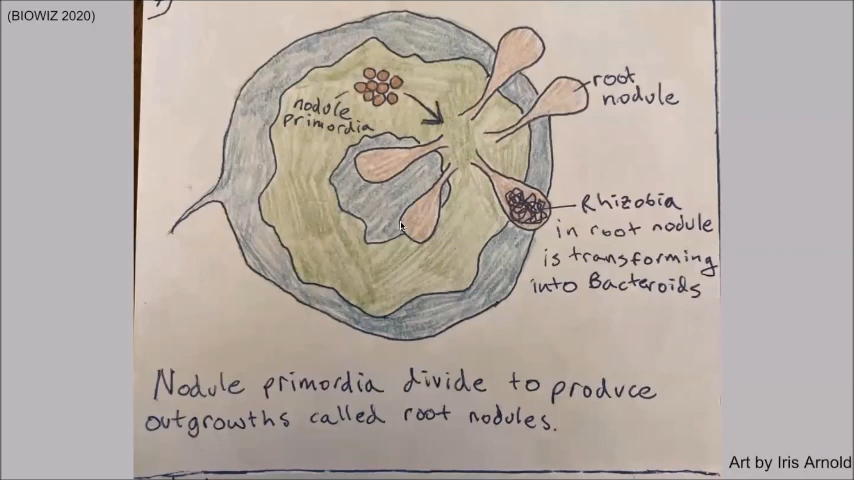 (BIOWIZ 2020)
root
nodule
nodule
primordia
Rhizobia
in root nodule
is transforming
into Bacteroids
Nodule primordia divide to produce
outgrowths called root nodules.
Art by Iris Arnold